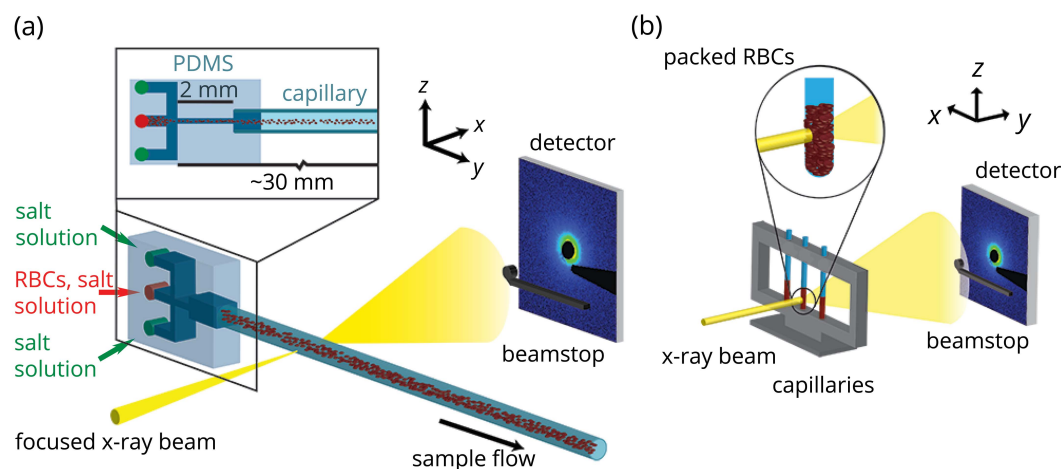 (a)
PDMS
2 mm
capillary
~30 mm
z
x
y
detector
salt
solution
RBCs, salt
solution
salt
solution
beamstop
focused x-ray beam
sample flow
(b)
packed RBCs
z
x
y
detector
x-ray beam
beamstop
capillaries